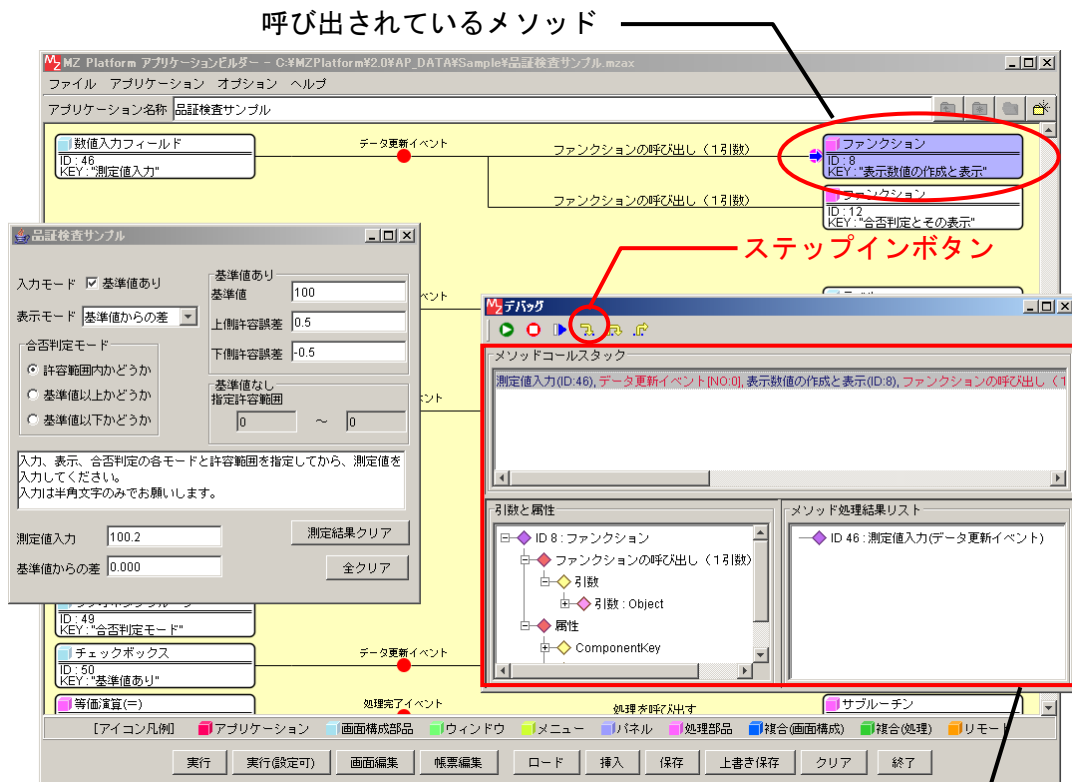 呼び出されているメソッド
MZ Platform アプリケーションビルダー - C:¥MZPlatform¥2.0¥AP_DATA¥Sample¥品証検査サンプル.mzax
ファイル アプリケーション オプション ヘルプ
アプリケーション名称 品証検査サンプル
数値入力フィールド
ID : 46
KEY : "測定値入力"
データ更新イベント
ファンクションの呼び出し（１引数）
ファンクション
ID : 8
KEY : "表示数値の作成と表示"
ファンクションの呼び出し（１引数）
ファンクション
ID : 12
KEY : "合否判定とその表示"
ステップインボタン
品証検査サンプル
入力モード 基準値あり
表示モード 基準値からの差
合否判定モード
許容範囲内かどうか
基準値以上かどうか
基準値以下かどうか
基準値あり
基準値 100
上側許容誤差 0.5
下側許容誤差 -0.5
基準値なし
指定許容範囲
0 ～ 0
入力、表示、合否判定の各モードと許容範囲を指定してから、測定値を
入力してください。
入力は半角文字のみでお願いします。
測定値入力 100.2 測定結果クリア
基準値からの差 0.000 全クリア
ベント
ベント
デバッグ
メソッドコールスタック
測定値入力(ID:46), データ更新イベント[NO:0], 表示数値の作成と表示(ID:8), ファンクションの呼び出し（１
引数と属性
ID 8 : ファンクション
ファンクションの呼び出し（１引数）
引数
引数 : Object
属性
ComponentKey
メソッド処理結果リスト
ID 46 : 測定値入力(データ更新イベント)
ID : 49
KEY : "合否判定モード"
チェックボックス
ID : 50
KEY : "基準値あり"
データ更新イベント
等価演算(=)
処理完了イベント
処理を呼び出す
サブルーチン
[アイコン凡例] アプリケーション 画面構成部品 ウィンドウ メニュー パネル 処理部品 複合(画面構成) 複合(処理) リモート
実行 実行(設定可) 画面編集 帳票編集 ロード 挿入 保存 上書き保存 クリア 終了